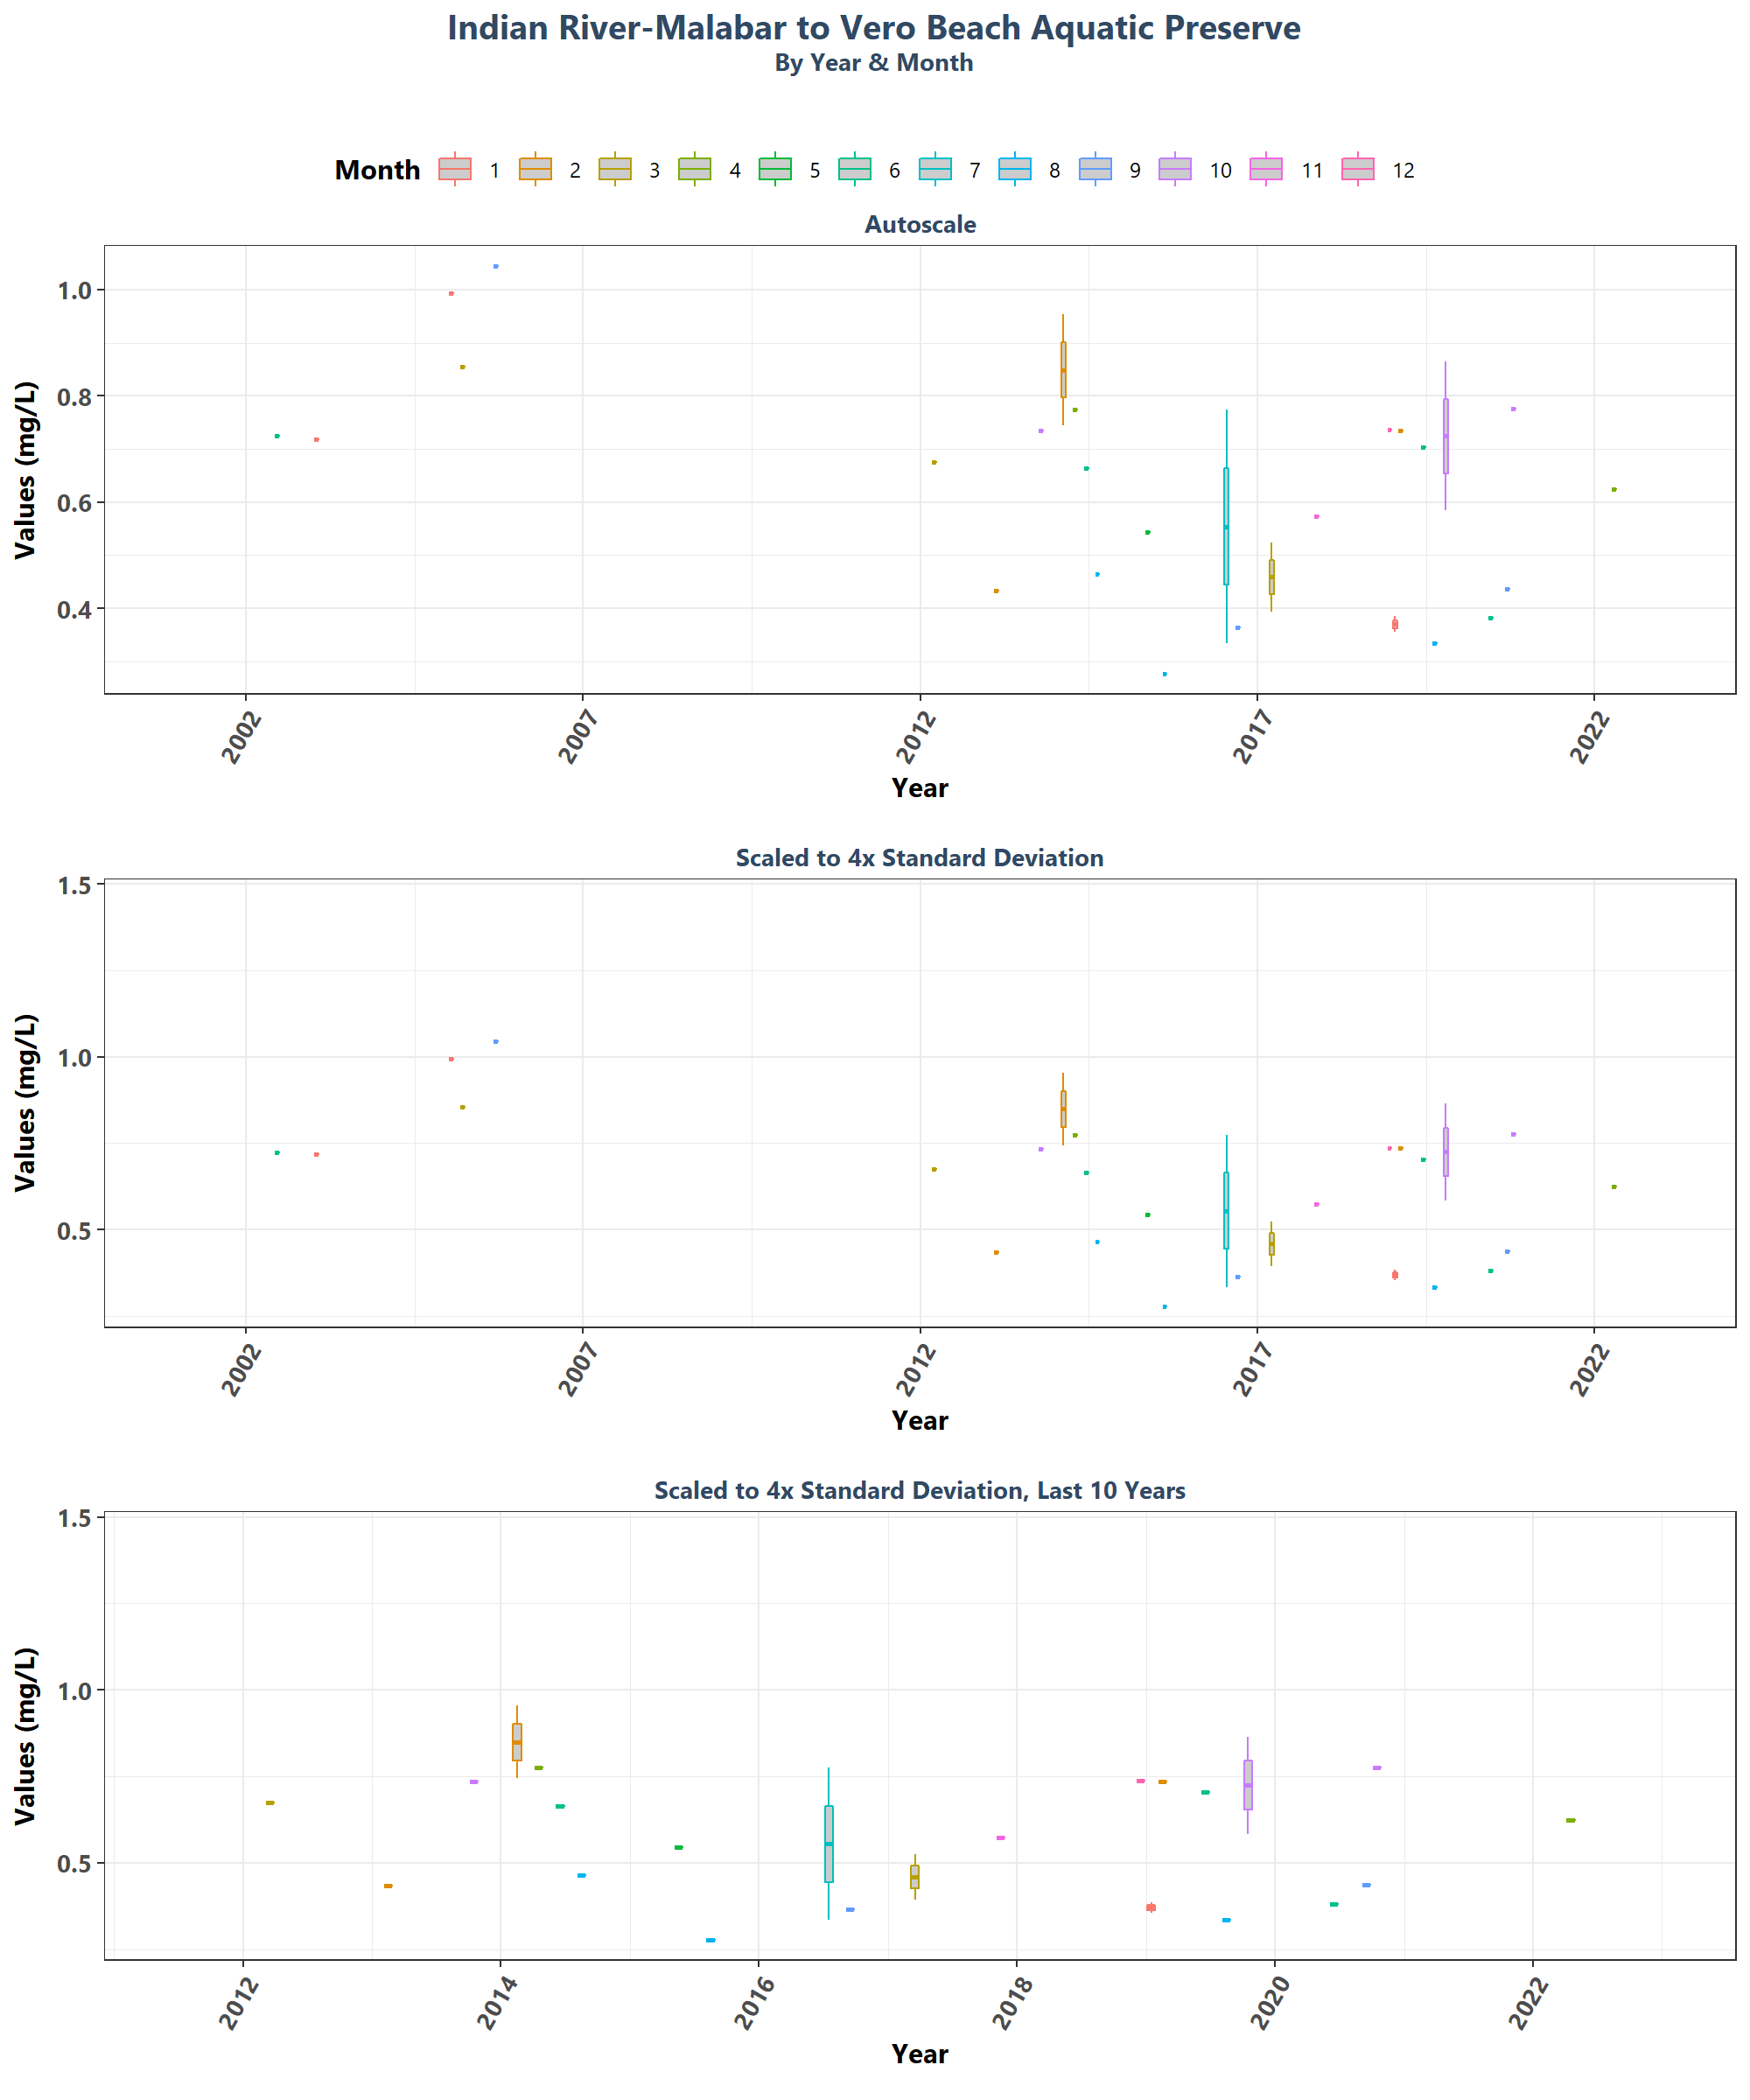 Indian River-Malabar to Vero Beach Aquatic Preserve
By Year & Month
Month 1 2 3 4 5 6 7 8 9 10 11 12
Autoscale
Values (mg/L)
1.0
0.8
0.6
0.4
2002 2007 2012 2017 2022
Year
Scaled to 4x Standard Deviation
Values (mg/L)
1.5
1.0
0.5
2002 2007 2012 2017 2022
Year
Scaled to 4x Standard Deviation, Last 10 Years
Values (mg/L)
1.5
1.0
0.5
2012 2014 2016 2018 2020 2022
Year